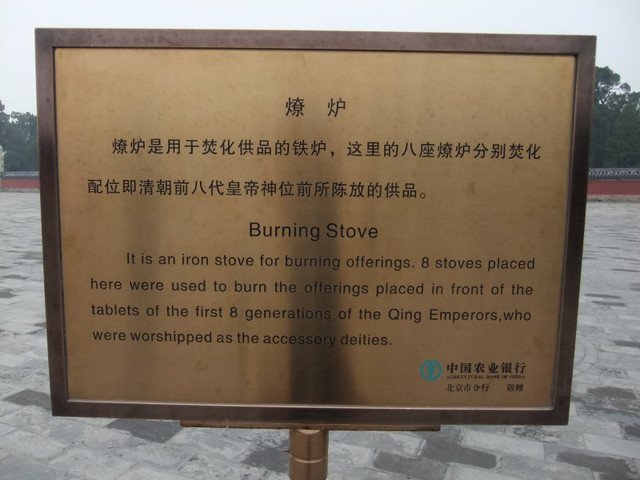 燎 炉
燎炉是用于焚化供品的铁炉，这里的八座燎炉分别焚化
配位即清朝前八代皇帝神位前所陈放的供品。
Burning Stove
It is an iron stove for burning offerings. 8 stoves placed
here were used to burn the offerings placed in front of the
tablets of the first 8 generations of the Qing Emperors,who
were worshipped as the accessory deities.
中国农业银行
AGRICULTURAL BANK OF CHINA
北京市分行 敬赠